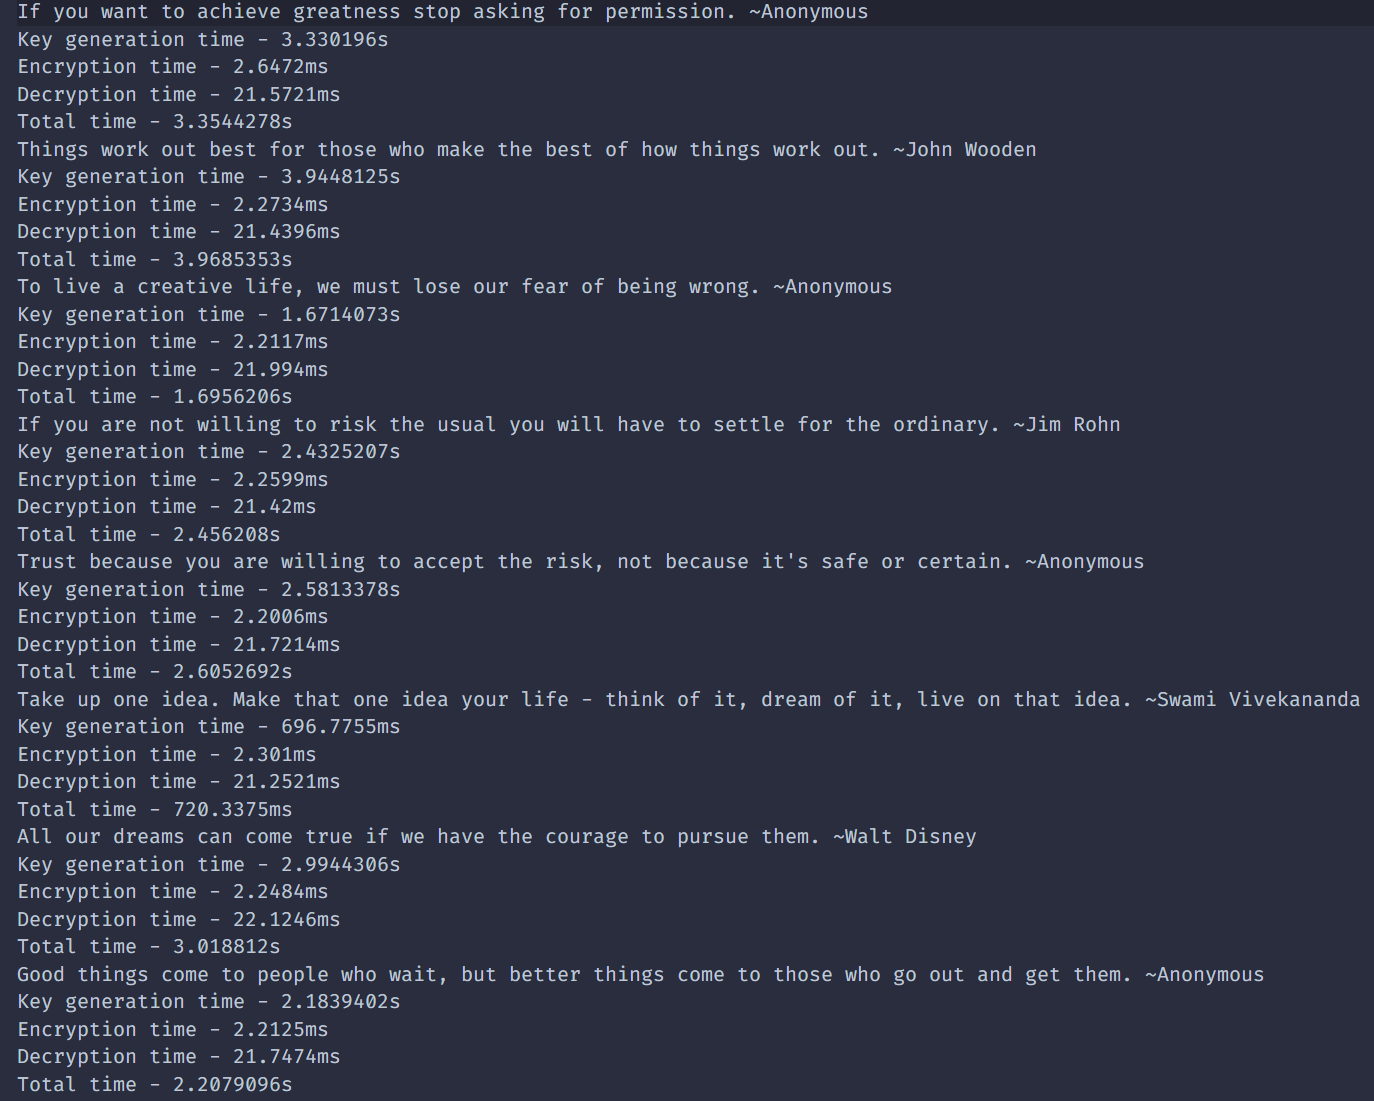 If you want to achieve greatness stop asking for permission. ~Anonymous
Key generation time - 3.330196s
Encryption time - 2.6472ms
Decryption time - 21.5721ms
Total time - 3.3544278s
Things work out best for those who make the best of how things work out. ~John Wooden
Key generation time - 3.9448125s
Encryption time - 2.2734ms
Decryption time - 21.4396ms
Total time - 3.9685353s
To live a creative life, we must lose our fear of being wrong. ~Anonymous
Key generation time - 1.6714073s
Encryption time - 2.2117ms
Decryption time - 21.994ms
Total time - 1.6956206s
If you are not willing to risk the usual you will have to settle for the ordinary. ~Jim Rohn
Key generation time - 2.4325207s
Encryption time - 2.2599ms
Decryption time - 21.42ms
Total time - 2.456208s
Trust because you are willing to accept the risk, not because it's safe or certain. ~Anonymous
Key generation time - 2.5813378s
Encryption time - 2.2006ms
Decryption time - 21.7214ms
Total time - 2.6052692s
Take up one idea. Make that one idea your life - think of it, dream of it, live on that idea. ~Swami Vivekananda
Key generation time - 696.7755ms
Encryption time - 2.301ms
Decryption time - 21.2521ms
Total time - 720.3375ms
All our dreams can come true if we have the courage to pursue them. ~Walt Disney
Key generation time - 2.9944306s
Encryption time - 2.2484ms
Decryption time - 22.1246ms
Total time - 3.018812s
Good things come to people who wait, but better things come to those who go out and get them. ~Anonymous
Key generation time - 2.1839402s
Encryption time - 2.2125ms
Decryption time - 21.7474ms
Total time - 2.2079096s